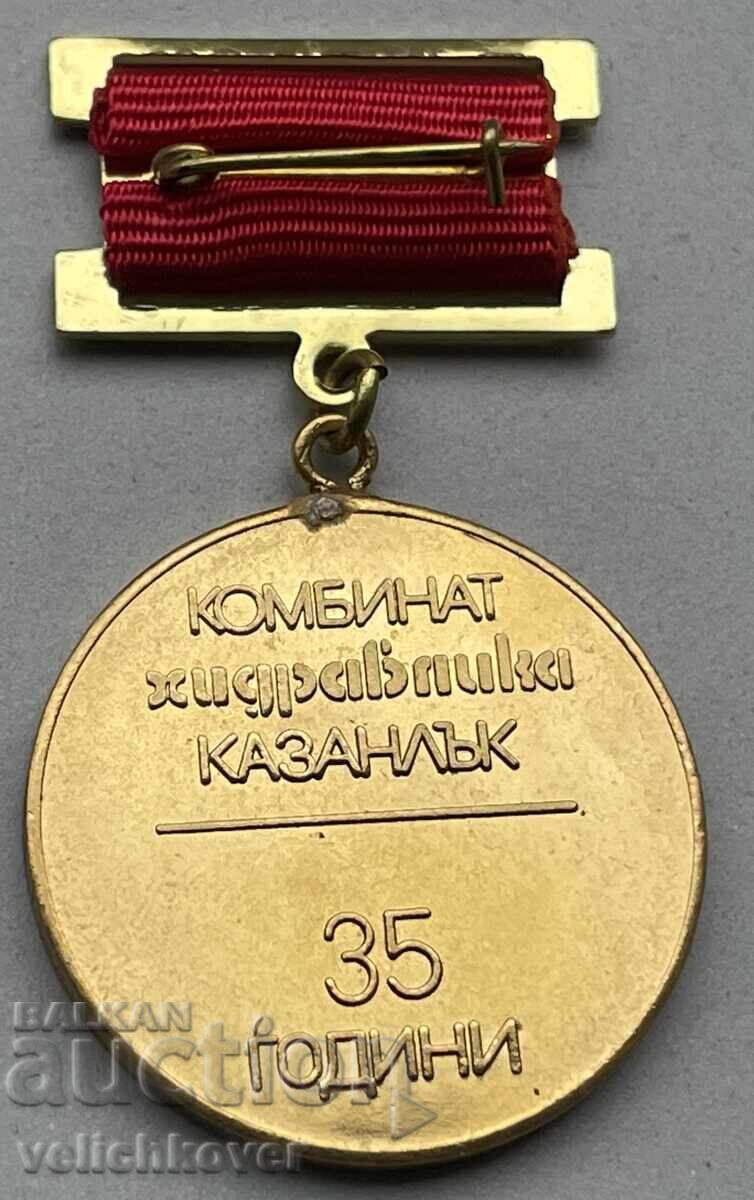 КОМБИНАТ
хидравлика
КАЗАНЛЪК
35
ГОДИНИ
BALKAN
auction
velichkover